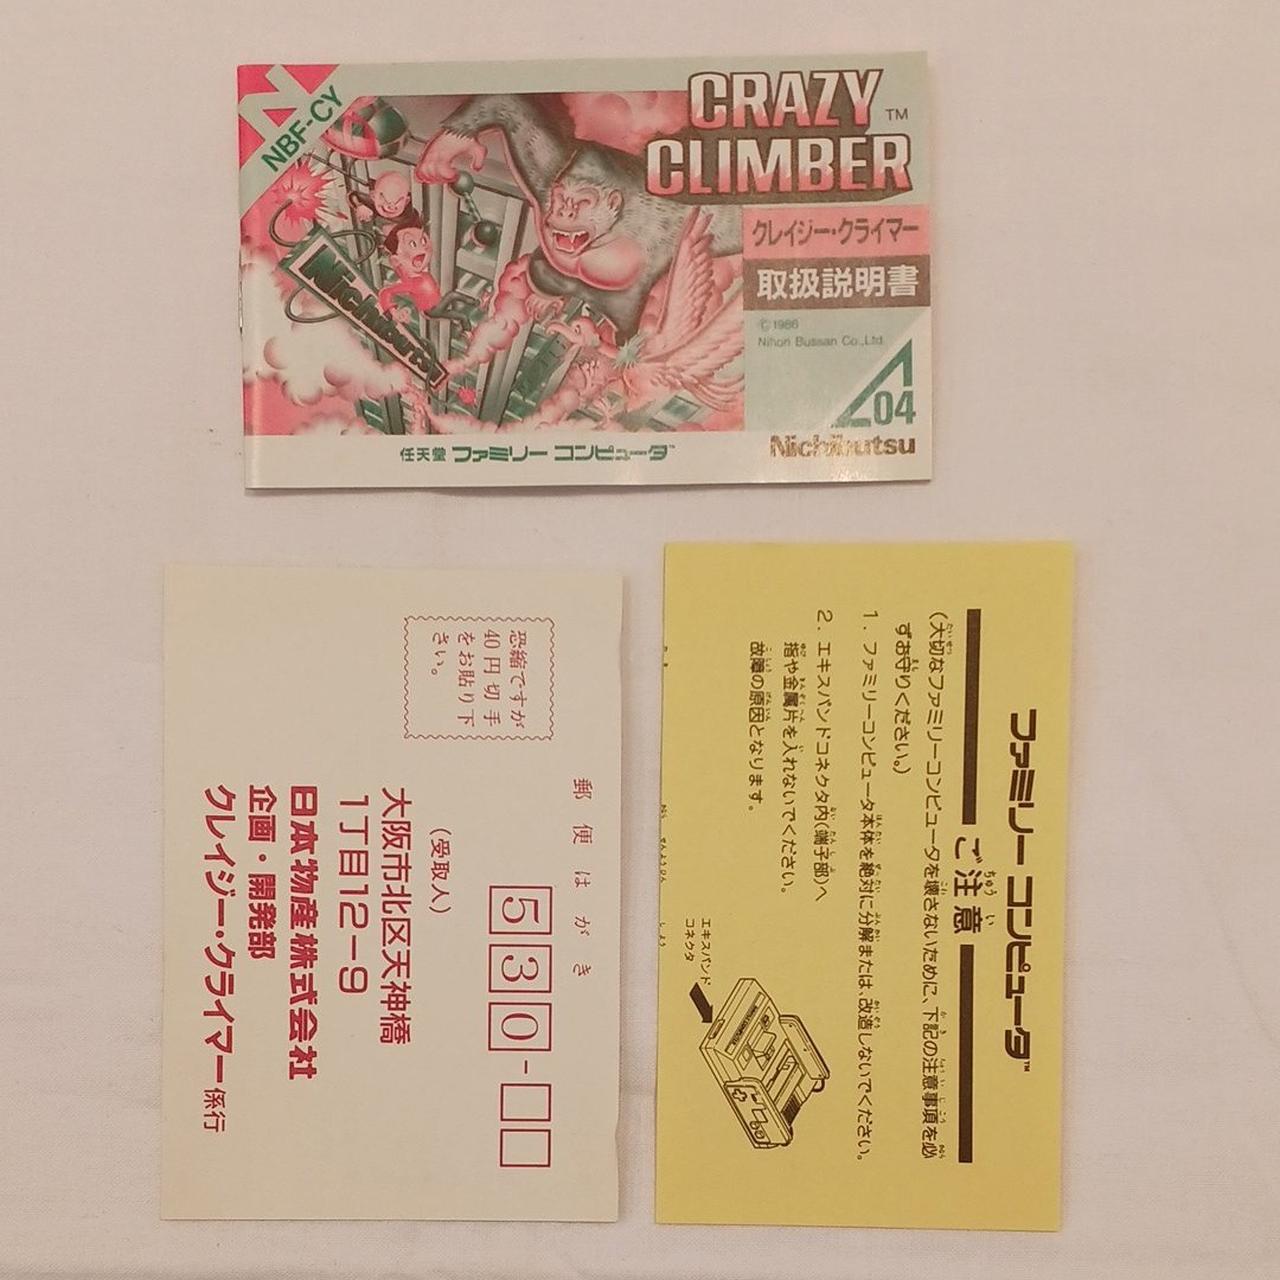 NBF-CY
CRAZY
CLIMBER™
クレイジー・クライマー
取扱説明書
©1986
Nihon Bussan Co.,Ltd.
04
Nichibutsu
Nichibutsu
任天堂 ファミリー コンピュータ™
恐縮ですが
40円切手
をお貼り下
さい。
郵便はがき
530-
(受取人)
大阪市北区天神橋
1丁目12-9
日本物産株式会社
企画・開発部
クレイジー・クライマー係行
ファミリー コンピュータ™
ご注意
(大切なファミリーコンピュータを壊さないために、下記の注意事項を必
ずお守りください。)
1. ファミリーコンピュータ本体を絶対に分解または、改造しないでください。
2. エキスパンドコネクタ内(端子部)へ
指や金属片を入れないでください。
故障の原因となります。
エキスパンド
コネクタ